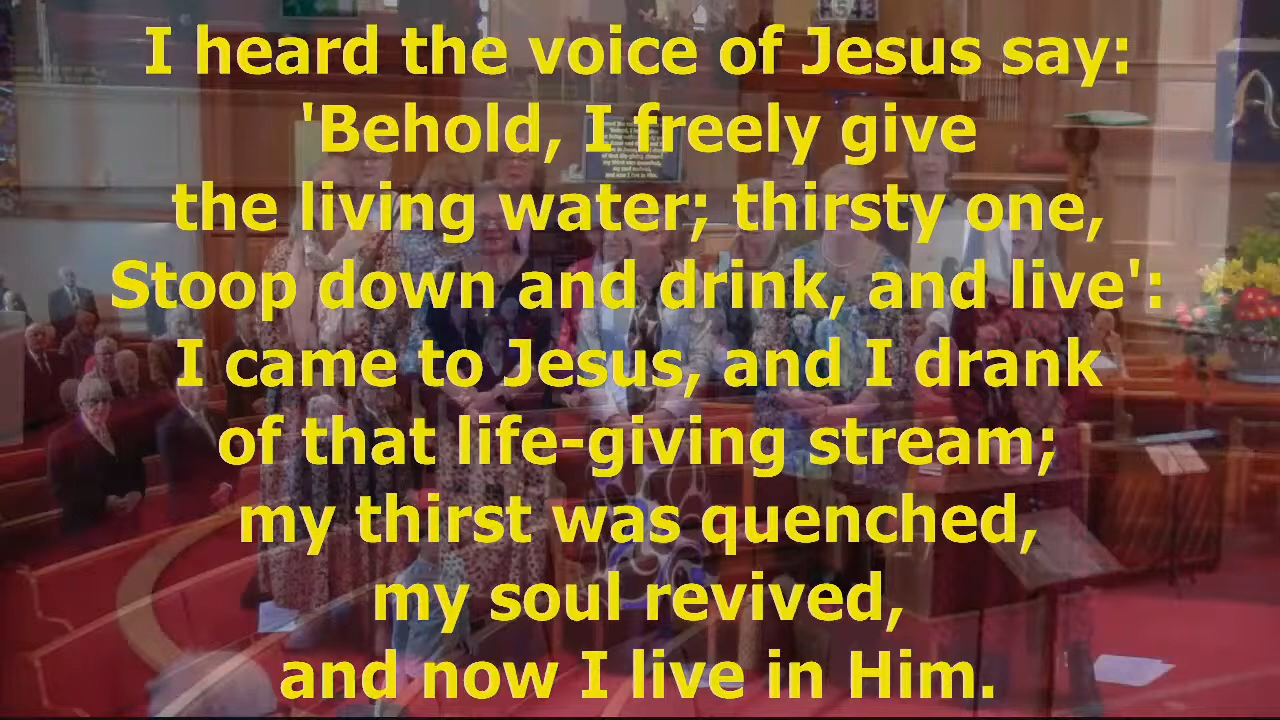 I heard the voice of Jesus say:
'Behold, I freely give
the living water; thirsty one,
Stoop down and drink, and live':
I came to Jesus, and I drank
of that life-giving stream;
my thirst was quenched,
my soul revived,
and now I live in Him.